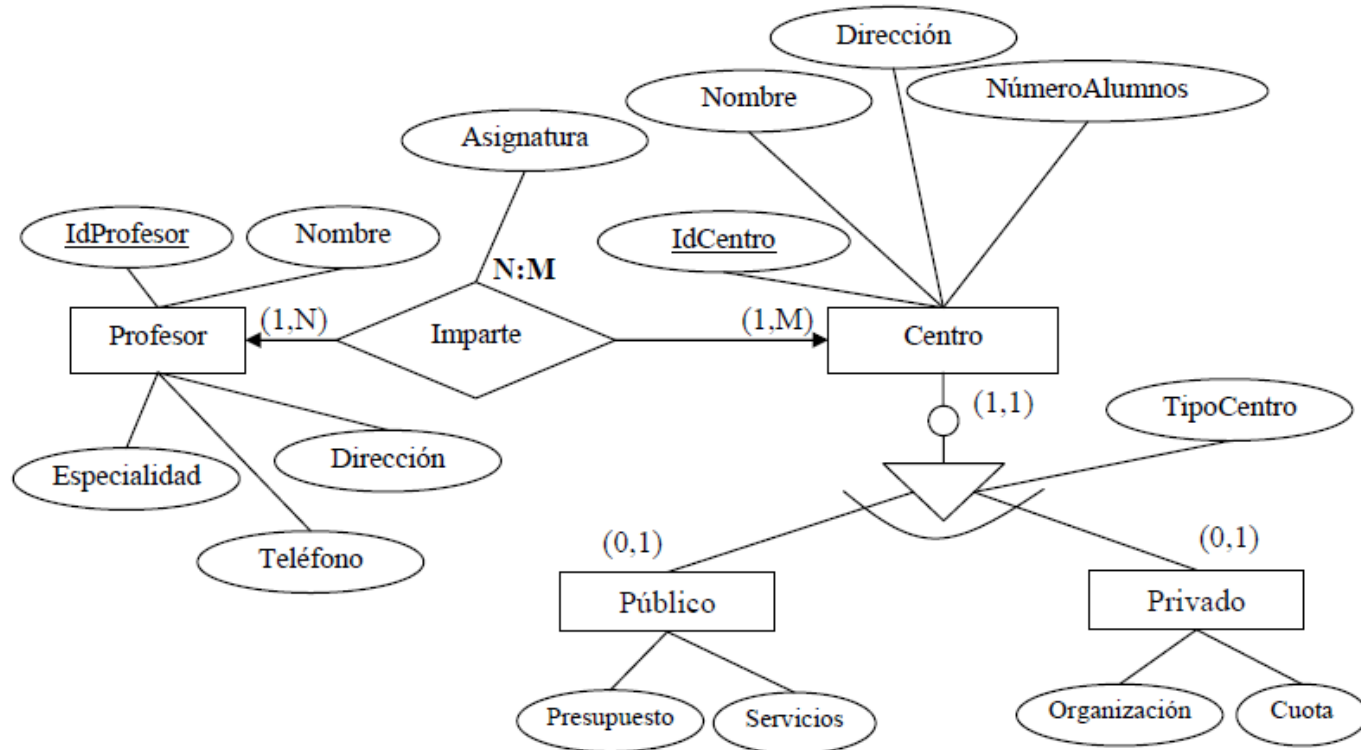 Dirección
Nombre
NúmeroAlumnos
Asignatura
IdProfesor
Nombre
IdCentro
N:M
Profesor
(1,N)
Imparte
(1,M)
Centro
(1,1)
TipoCentro
Especialidad
Dirección
Teléfono
(0,1)
(0,1)
Público
Privado
Presupuesto
Servicios
Organización
Cuota